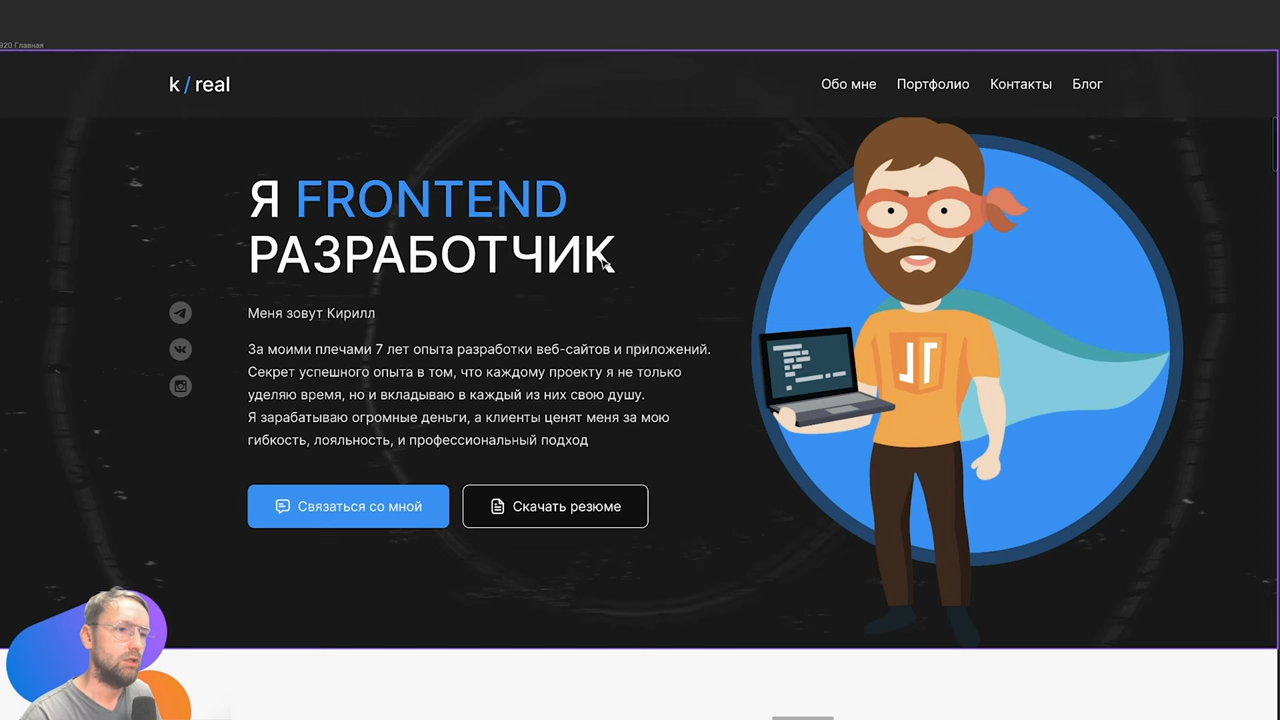 920 Главная
k / real
Обо мне Портфолио Контакты Блог
Я FRONTEND
РАЗРАБОТЧИК
Меня зовут Кирилл
За моими плечами 7 лет опыта разработки веб-сайтов и приложений.
Секрет успешного опыта в том, что каждому проекту я не только
уделяю время, но и вкладываю в каждый из них свою душу.
Я зарабатываю огромные деньги, а клиенты ценят меня за мою
гибкость, лояльность, и профессиональный подход
Связаться со мной Скачать резюме